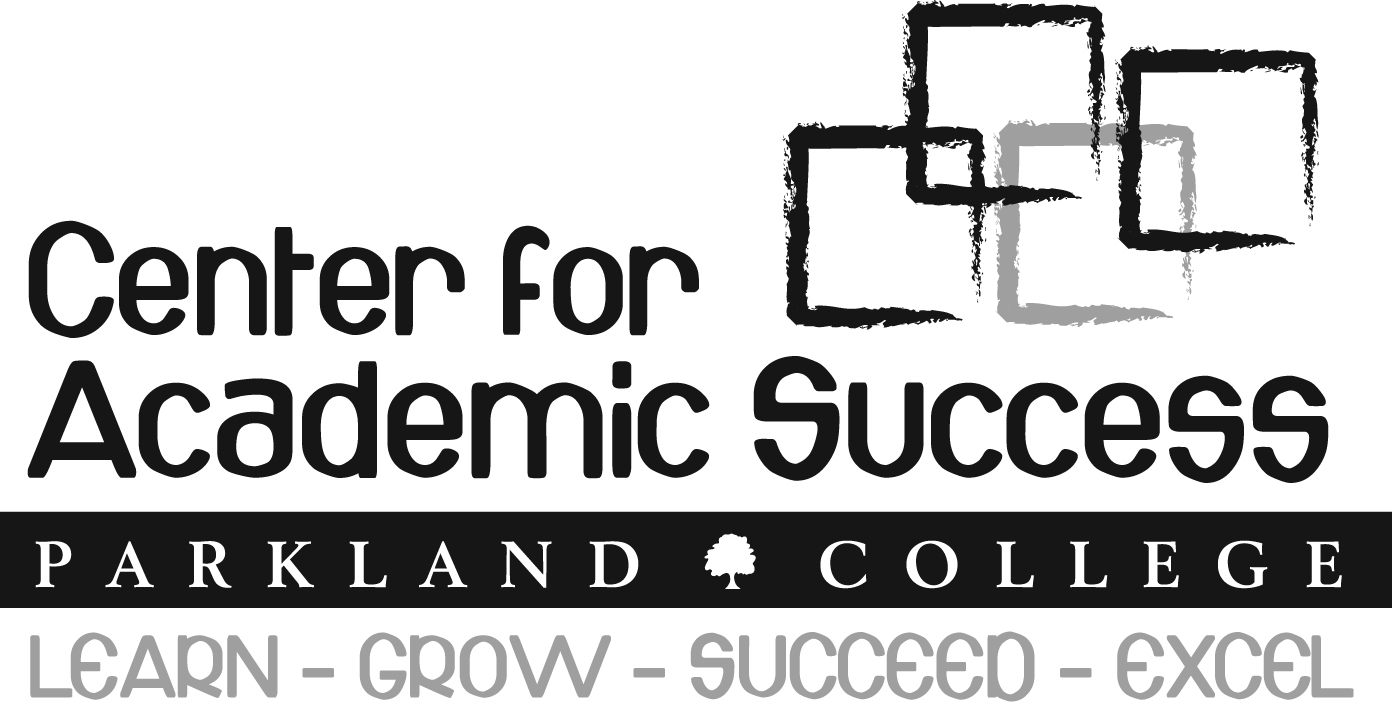 Center for
Academic Success
PARKLAND COLLEGE
LEARN - GROW - SUCCEED - EXCEL